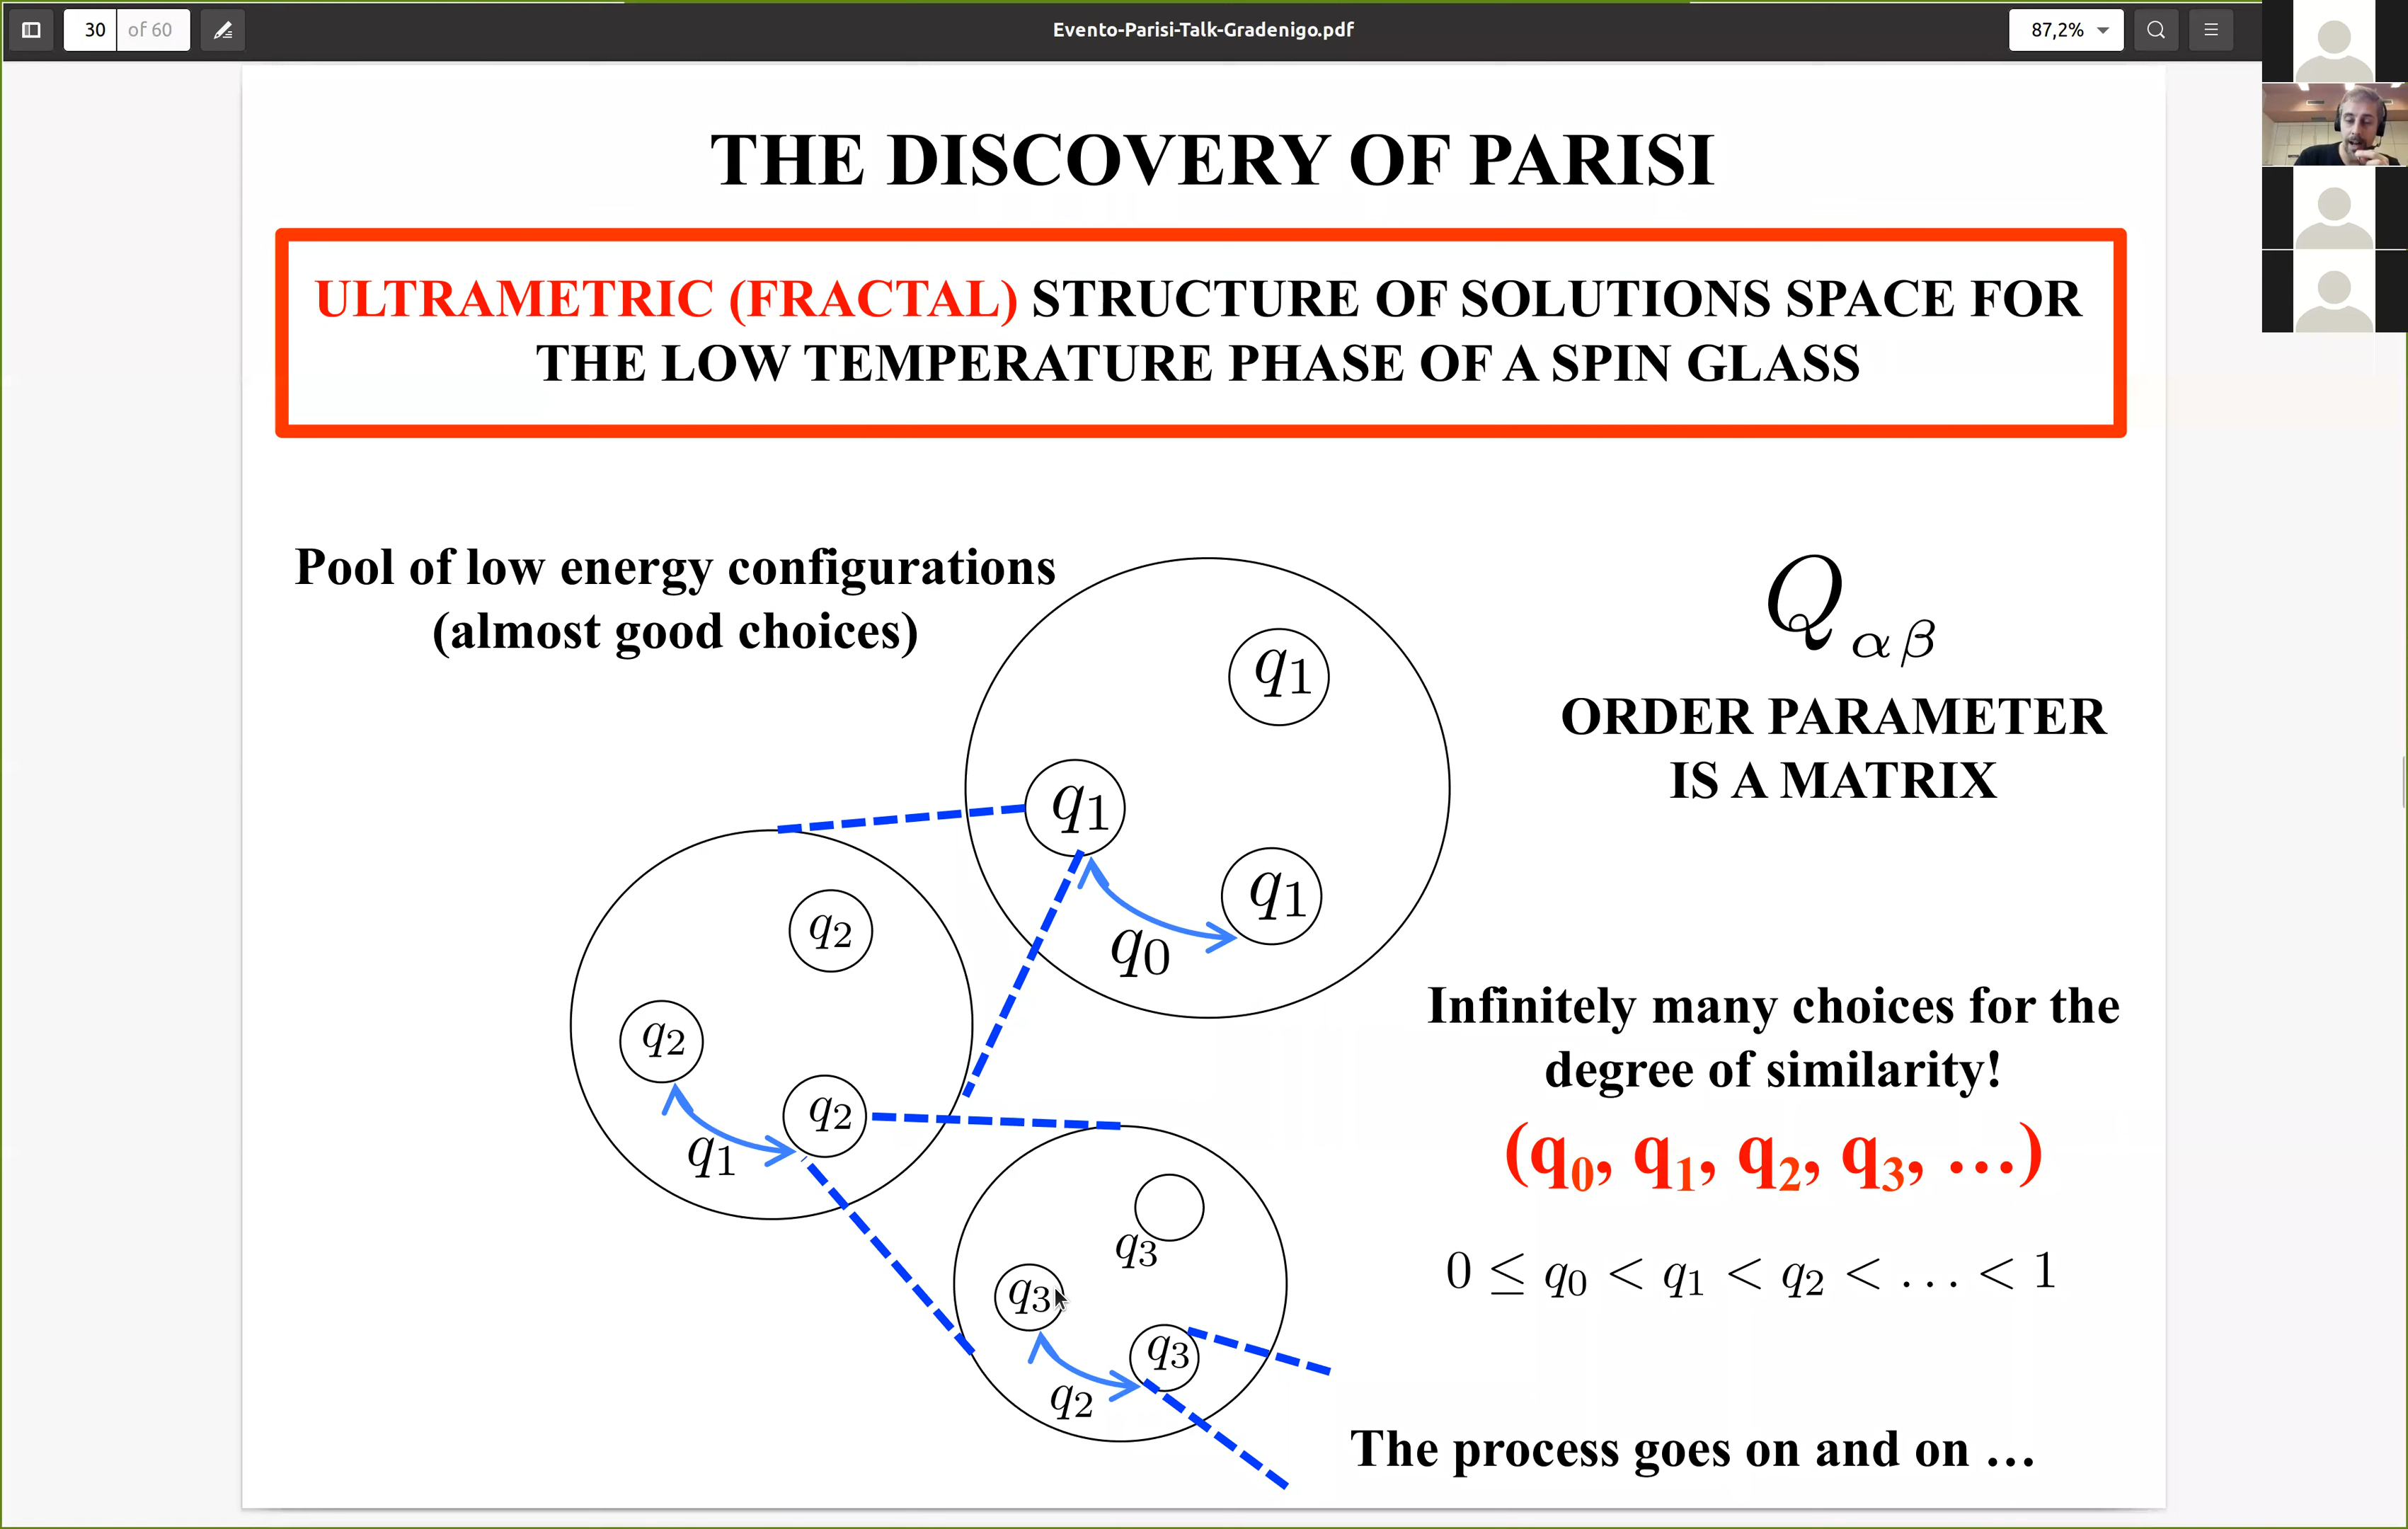 30 of 60
Evento-Parisi-Talk-Gradenigo.pdf
87,2%
THE DISCOVERY OF PARISI
ULTRAMETRIC (FRACTAL) STRUCTURE OF SOLUTIONS SPACE FOR
THE LOW TEMPERATURE PHASE OF A SPIN GLASS
Pool of low energy configurations
(almost good choices)
q1
q1
q1
q0
q2
q2
q2
q1
q3
q3
q3
q2
Qαβ
ORDER PARAMETER
IS A MATRIX
Infinitely many choices for the
degree of similarity!
(q0, q1, q2, q3, …)
0 ≤ q0 < q1 < q2 < … < 1
The process goes on and on …